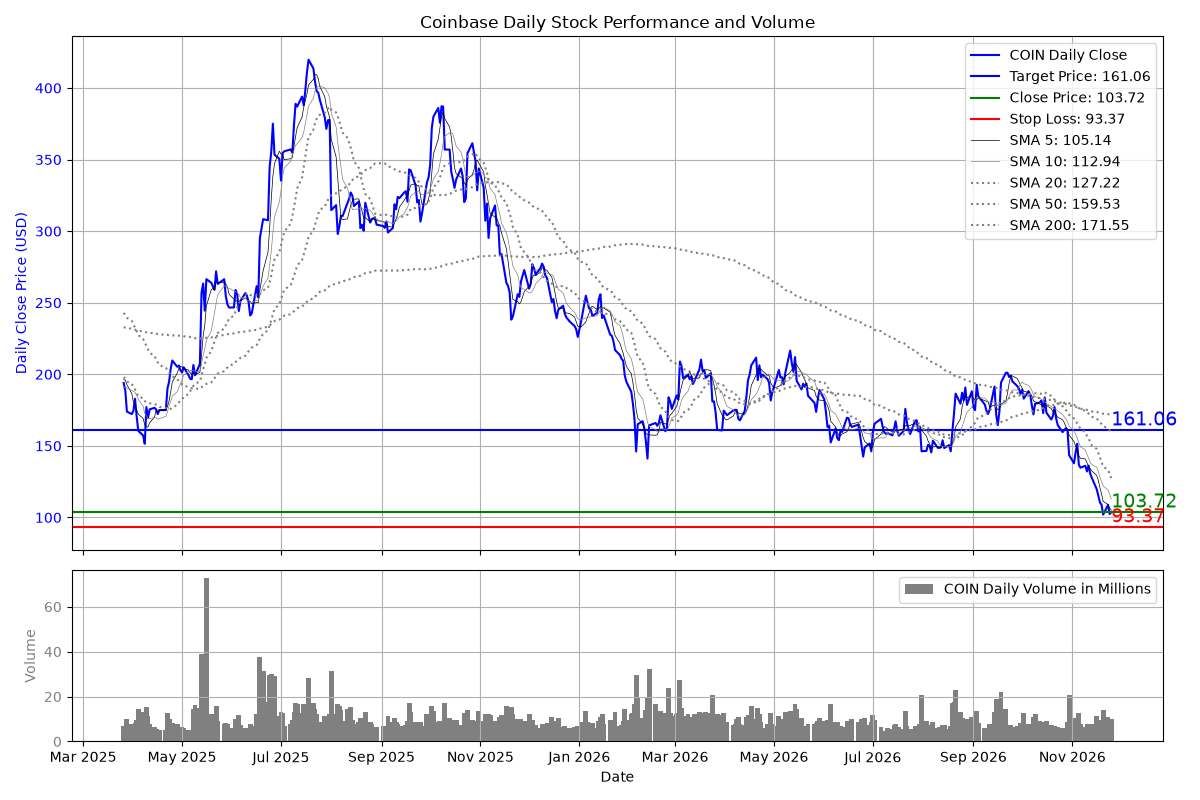 Coinbase Daily Stock Performance and Volume
Daily Close Price (USD)
400
350
300
250
200
150
100
COIN Daily Close
Target Price: 161.06
Close Price: 103.72
Stop Loss: 93.37
SMA 5: 105.14
SMA 10: 112.94
SMA 20: 127.22
SMA 50: 159.53
SMA 200: 171.55
161.06
103.72
93.37
Volume
60
40
20
0
COIN Daily Volume in Millions
Mar 2025 May 2025 Jul 2025 Sep 2025 Nov 2025 Jan 2026 Mar 2026 May 2026 Jul 2026 Sep 2026 Nov 2026
Date